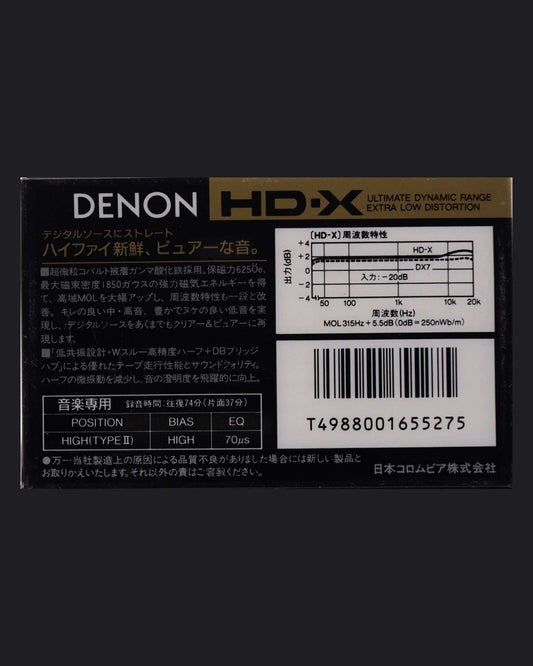 DENON HD·X ULTIMATE DYNAMIC RANGE
EXTRA LOW DISTORTION
デジタルソースにストレート
ハイファイ新鮮、ピュアーな音。
■超微粒コバルト被着ガンマ酸化鉄採用。保磁力625Oe、
最大磁束密度1850ガウスの強力磁気エネルギーを得
て、高域MOLを大幅アップし、周波数特性も一段と改
善。キレの良い中・高音、豊かでヌケの良い低音を実
現し、デジタルソースをあくまでもクリアー&ピュアーに再
現します。
■「低共振設計・Wスルー高精度ハーフ+DBブリッジ
ハブ」による優れたテープ走行性能とサウンドクォリティ。
ハーフの微振動を減少し、音の澄明度を飛躍的に向上。
音楽専用 録音時間:往復74分(片面37分)
POSITION BIAS EQ
HIGH(TYPE II) HIGH 70μs
●万一当社製造上の原因による品質不良がありました場合には新しい製品と
お取りかえいたします。それ以外の責はご容赦ください。
〔HD-X〕周波数特性
出力(dB)
+4
+2
0
-2
-4
HD-X
DX7
入力:-20dB
50 100 1k 10k 20k
周波数(Hz)
MOL315Hz+5.5dB(0dB=250nWb/m)
T4988001655275
日本コロムビア株式会社